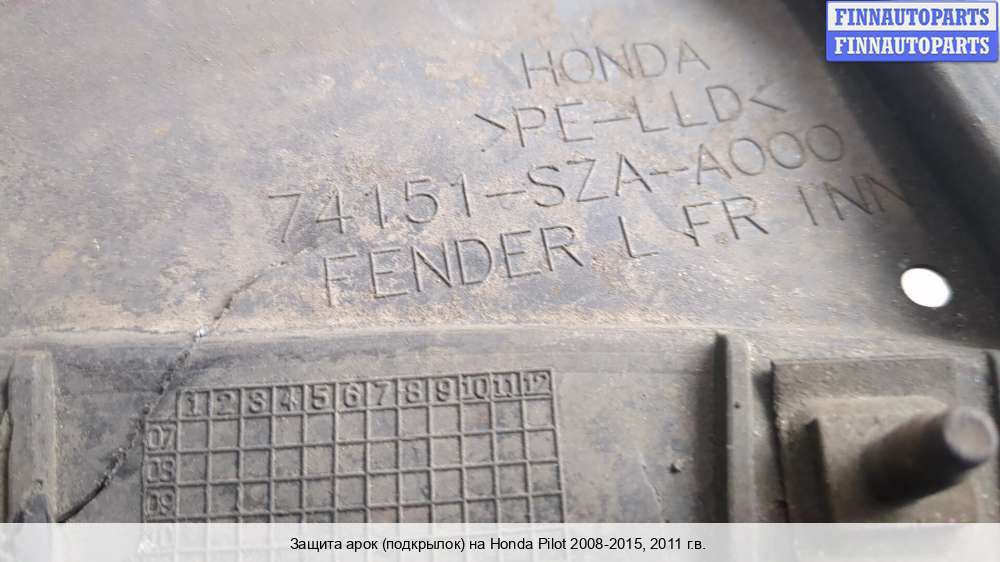 FINNAUTOPARTS
FINNAUTOPARTS
HONDA
>PE-LLD<
74151-SZA-A000
FENDER L FR INN
1 2 3 4 5 6 7 8 9 10 11 12
07
08
09
Защита арок (подкрылок) на Honda Pilot 2008-2015, 2011 г.в.